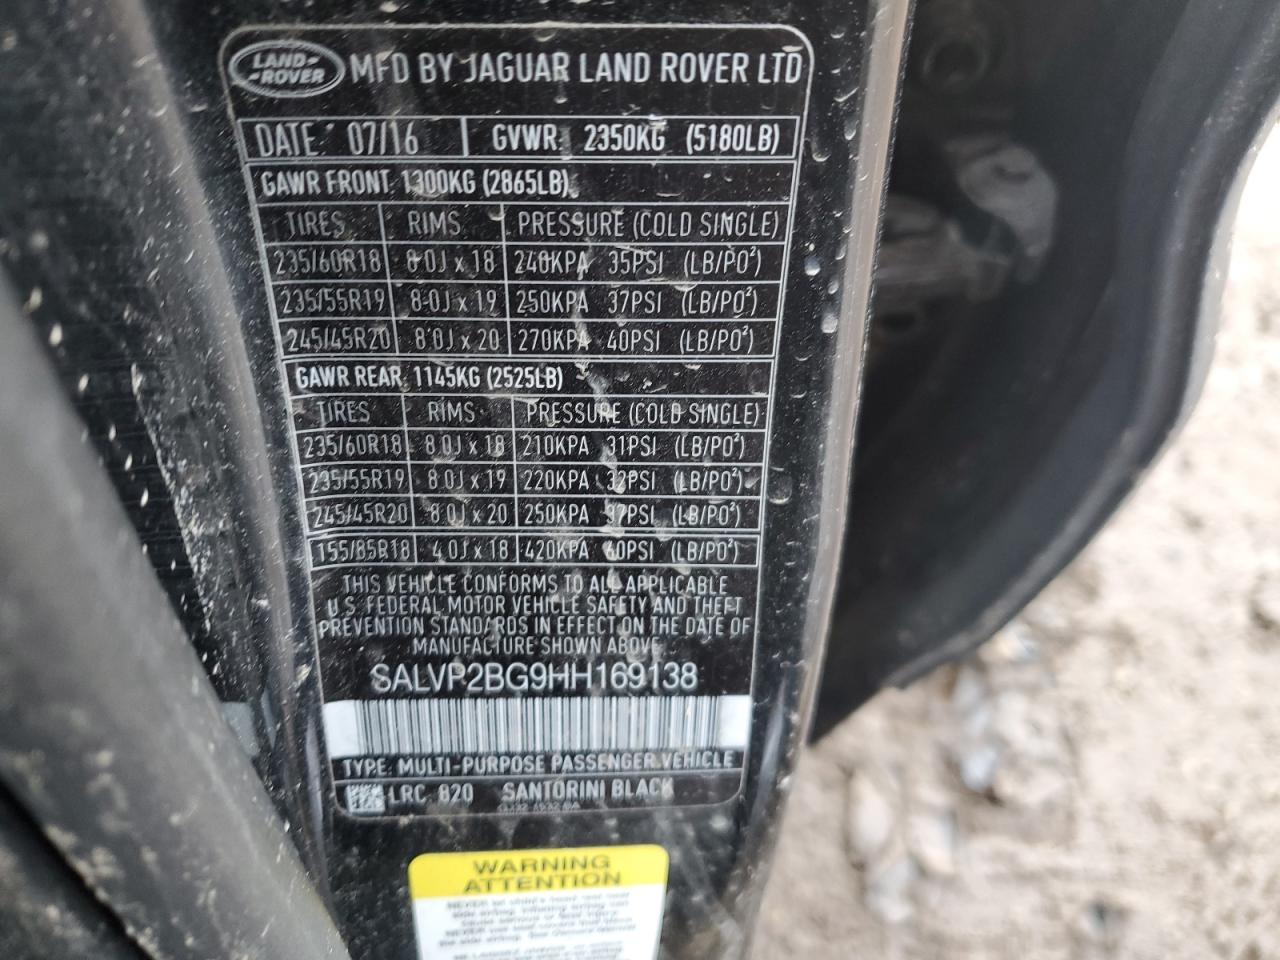 LAND-
-ROVER
MFD BY JAGUAR LAND ROVER LTD
DATE: 07/16 GVWR: 2350KG (5180LB)
GAWR FRONT 1300KG (2865LB)
TIRES RIMS PRESSURE (COLD SINGLE)
235/60R18 8.0J x 18 240KPA 35PSI (LB/PO²)
235/55R19 8.0J x 19 250KPA 37PSI (LB/PO²)
245/45R20 8.0J x 20 270KPA 40PSI (LB/PO²)
GAWR REAR: 1145KG (2525LB)
TIRES RIMS PRESSURE (COLD SINGLE)
235/60R18 8.0J x 18 210KPA 31PSI (LB/PO²)
235/55R19 8.0J x 19 220KPA 32PSI (LB/PO²)
245/45R20 8.0J x 20 250KPA 37PSI (LB/PO²)
155/85R18 4.0J x 18 420KPA 60PSI (LB/PO²)
THIS VEHICLE CONFORMS TO ALL APPLICABLE
U.S. FEDERAL MOTOR VEHICLE SAFETY AND THEFT
PREVENTION STANDARDS IN EFFECT ON THE DATE OF
MANUFACTURE SHOWN ABOVE.
SALVP2BG9HH169138
TYPE: MULTI-PURPOSE PASSENGER VEHICLE
LRC 820 SANTORINI BLACK
WARNING
ATTENTION